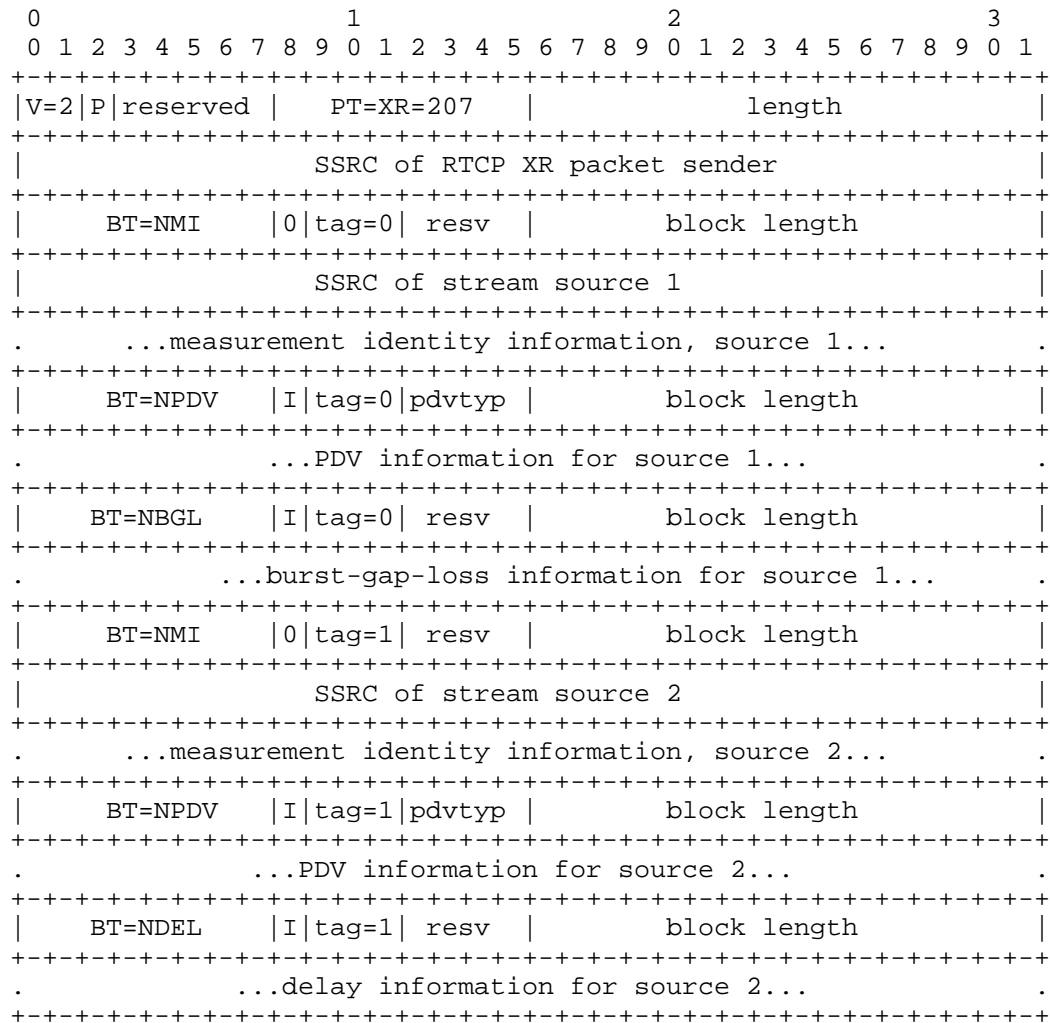 0                   1                   2                   3
 0 1 2 3 4 5 6 7 8 9 0 1 2 3 4 5 6 7 8 9 0 1 2 3 4 5 6 7 8 9 0 1
+-+-+-+-+-+-+-+-+-+-+-+-+-+-+-+-+-+-+-+-+-+-+-+-+-+-+-+-+-+-+-+-+
|V=2|P|reserved |   PT=XR=207   |             length            |
+-+-+-+-+-+-+-+-+-+-+-+-+-+-+-+-+-+-+-+-+-+-+-+-+-+-+-+-+-+-+-+-+
|                  SSRC of RTCP XR packet sender                |
+-+-+-+-+-+-+-+-+-+-+-+-+-+-+-+-+-+-+-+-+-+-+-+-+-+-+-+-+-+-+-+-+
|     BT=NMI    |0|tag=0| resv  |        block length           |
+-+-+-+-+-+-+-+-+-+-+-+-+-+-+-+-+-+-+-+-+-+-+-+-+-+-+-+-+-+-+-+-+
|                  SSRC of stream source 1                      |
+-+-+-+-+-+-+-+-+-+-+-+-+-+-+-+-+-+-+-+-+-+-+-+-+-+-+-+-+-+-+-+-+
.      ...measurement identity information, source 1...         .
+-+-+-+-+-+-+-+-+-+-+-+-+-+-+-+-+-+-+-+-+-+-+-+-+-+-+-+-+-+-+-+-+
|     BT=NPDV   |I|tag=0|pdvtyp |        block length           |
+-+-+-+-+-+-+-+-+-+-+-+-+-+-+-+-+-+-+-+-+-+-+-+-+-+-+-+-+-+-+-+-+
.               ...PDV information for source 1...              .
+-+-+-+-+-+-+-+-+-+-+-+-+-+-+-+-+-+-+-+-+-+-+-+-+-+-+-+-+-+-+-+-+
|    BT=NBGL    |I|tag=0| resv  |        block length           |
+-+-+-+-+-+-+-+-+-+-+-+-+-+-+-+-+-+-+-+-+-+-+-+-+-+-+-+-+-+-+-+-+
.            ...burst-gap-loss information for source 1...      .
+-+-+-+-+-+-+-+-+-+-+-+-+-+-+-+-+-+-+-+-+-+-+-+-+-+-+-+-+-+-+-+-+
|     BT=NMI    |0|tag=1| resv  |        block length           |
+-+-+-+-+-+-+-+-+-+-+-+-+-+-+-+-+-+-+-+-+-+-+-+-+-+-+-+-+-+-+-+-+
|                  SSRC of stream source 2                      |
+-+-+-+-+-+-+-+-+-+-+-+-+-+-+-+-+-+-+-+-+-+-+-+-+-+-+-+-+-+-+-+-+
.      ...measurement identity information, source 2...         .
+-+-+-+-+-+-+-+-+-+-+-+-+-+-+-+-+-+-+-+-+-+-+-+-+-+-+-+-+-+-+-+-+
|     BT=NPDV   |I|tag=1|pdvtyp |        block length           |
+-+-+-+-+-+-+-+-+-+-+-+-+-+-+-+-+-+-+-+-+-+-+-+-+-+-+-+-+-+-+-+-+
.              ...PDV information for source 2...               .
+-+-+-+-+-+-+-+-+-+-+-+-+-+-+-+-+-+-+-+-+-+-+-+-+-+-+-+-+-+-+-+-+
|    BT=NDEL    |I|tag=1| resv  |        block length           |
+-+-+-+-+-+-+-+-+-+-+-+-+-+-+-+-+-+-+-+-+-+-+-+-+-+-+-+-+-+-+-+-+
.             ...delay information for source 2...              .
+-+-+-+-+-+-+-+-+-+-+-+-+-+-+-+-+-+-+-+-+-+-+-+-+-+-+-+-+-+-+-+-+